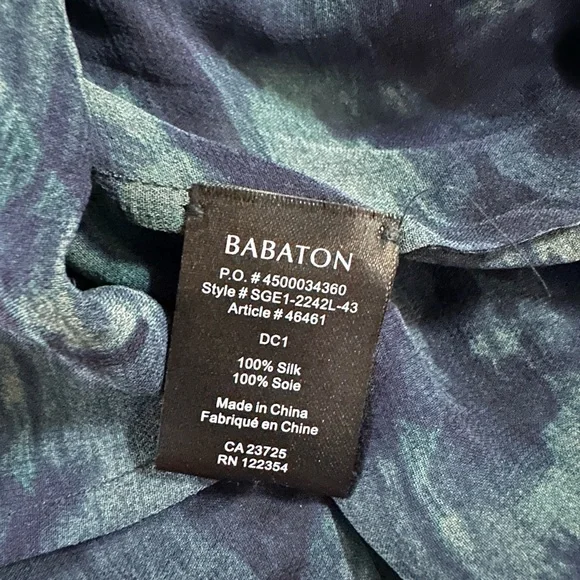 BABATON
P.O. # 4500034360
Style # SGE1-2242L-43
Article # 46461
DC1
100% Silk
100% Soie
Made in China
Fabriqué en Chine
CA 23725
RN 122354